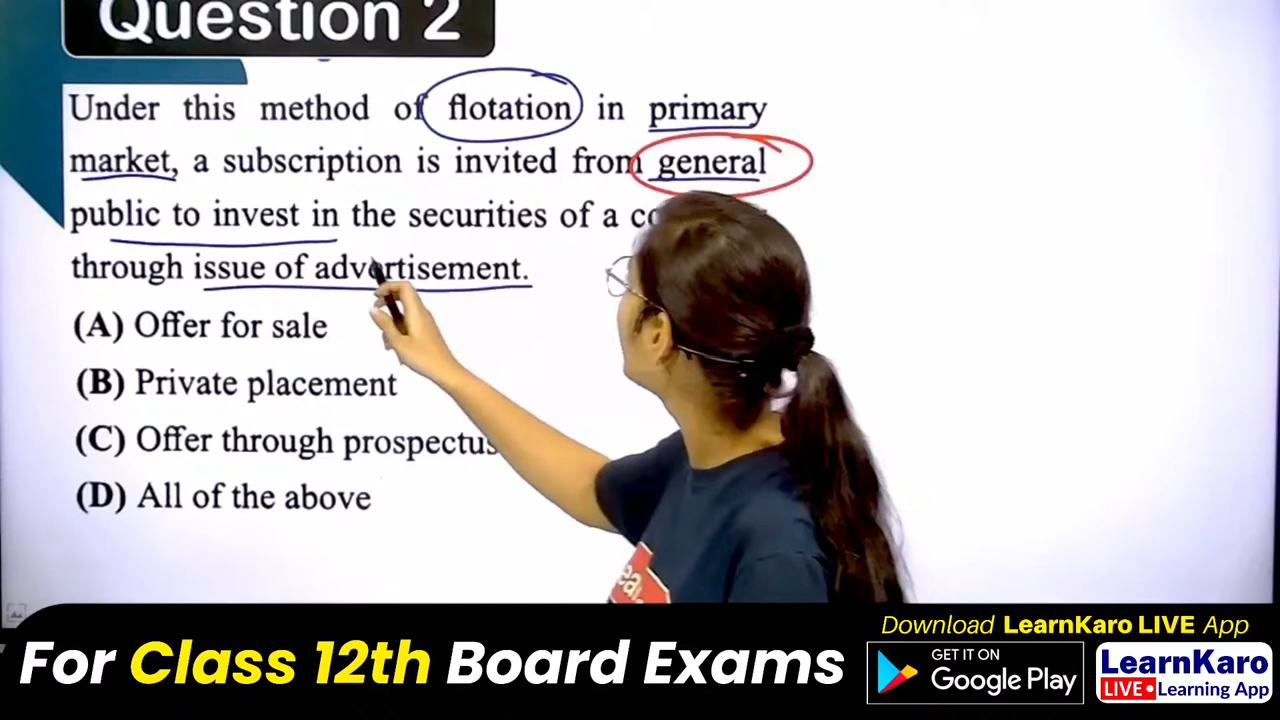 Question 2
Under this method of flotation in primary
market, a subscription is invited from general
public to invest in the securities of a
through issue of advertisement.
(A) Offer for sale
(B) Private placement
(C) Offer through prospectus
(D) All of the above
Download LearnKaro LIVE App
For Class 12th Board Exams
GET IT ON
Google Play
LearnKaro
LIVE Learning App